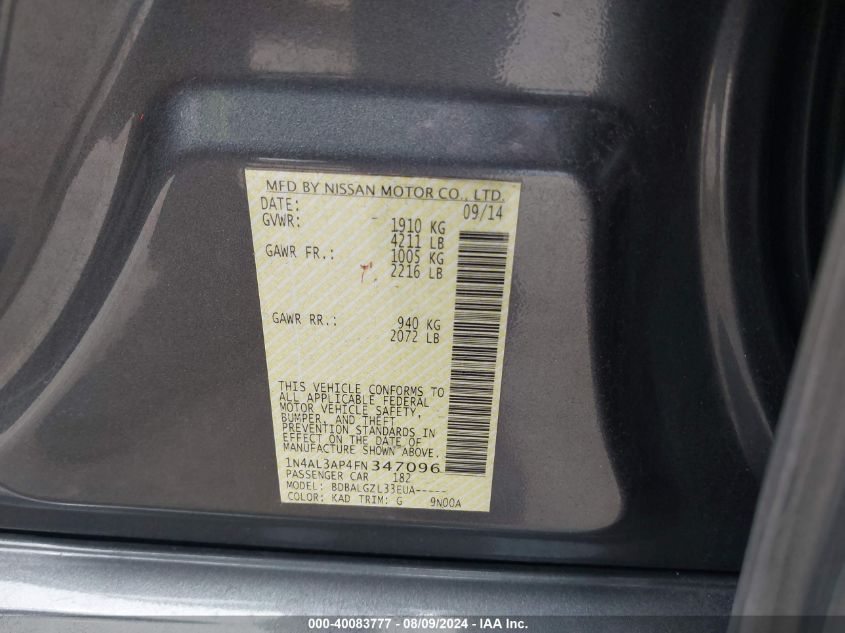 MFD BY NISSAN MOTOR CO., LTD.
DATE: 09/14
GVWR: 1910 KG
4211 LB
GAWR FR.: 1005 KG
2216 LB
GAWR RR.: 940 KG
2072 LB
THIS VEHICLE CONFORMS TO
ALL APPLICABLE FEDERAL
MOTOR VEHICLE SAFETY,
BUMPER, AND THEFT
PREVENTION STANDARDS IN
EFFECT ON THE DATE OF
MANUFACTURE SHOWN ABOVE.
1N4AL3AP4FN347096
PASSENGER CAR 182
MODEL: BDBALGZL33EUA-----
COLOR: KAD TRIM: G 9N00A
000-40083777 - 08/09/2024 - IAA Inc.